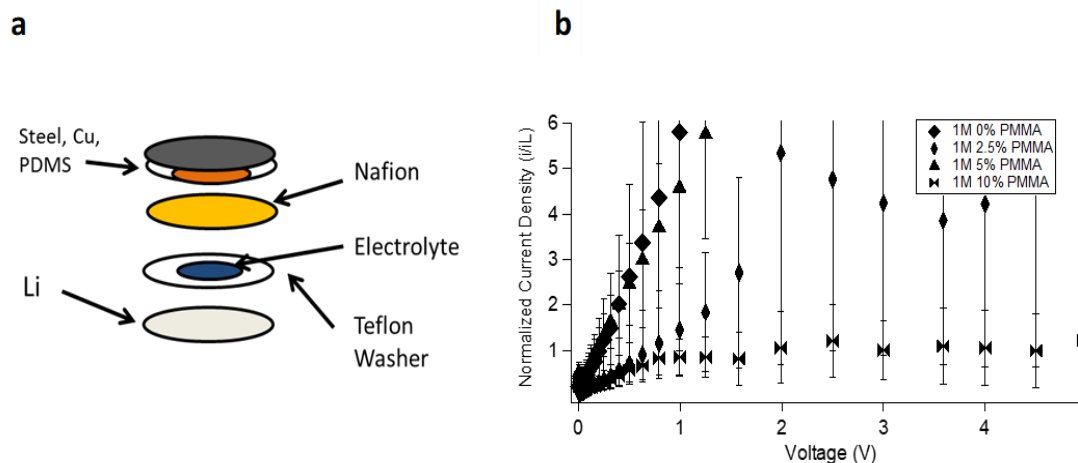 a
Steel, Cu,
PDMS
Nafion
Electrolyte
Li
Teflon
Washer
b
Normalized Current Density (i/iL)
6
5
4
3
2
1
0
1
2
3
4
Voltage (V)
1M 0% PMMA
1M 2.5% PMMA
1M 5% PMMA
1M 10% PMMA